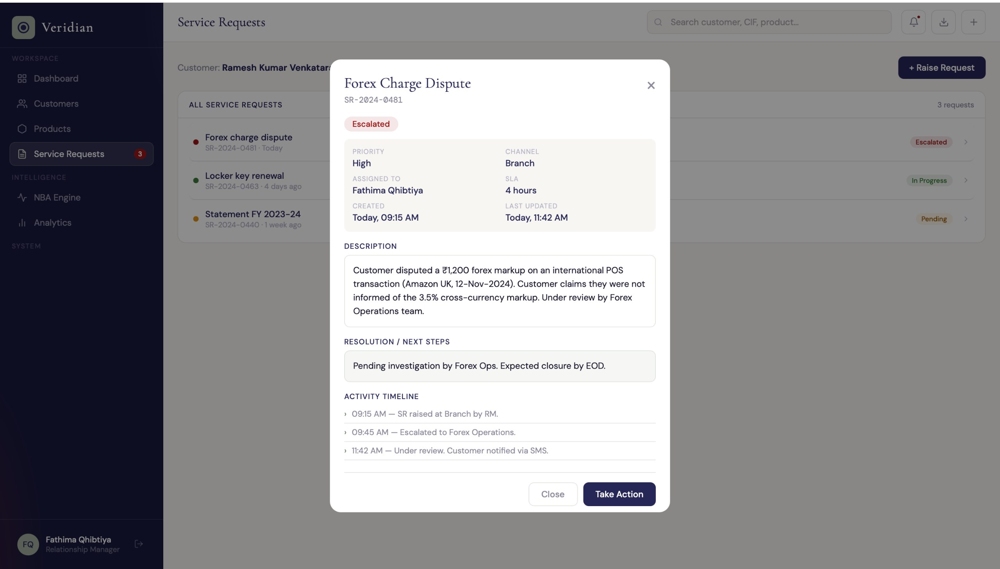 Veridian
WORKSPACE
Dashboard
Customers
Products
Service Requests 3
INTELLIGENCE
NBA Engine
Analytics
SYSTEM
FQ
Fathima Qhibtiya
Relationship Manager
Service Requests
Search customer, CIF, product...
Customer: Ramesh Kumar
+ Raise Request
ALL SERVICE REQUESTS
3 requests
Forex charge dispute
SR-2024-0481 · Today
Escalated
Locker key renewal
SR-2024-0463 · 4 days ago
In Progress
Statement FY 2023-24
SR-2024-0440 · 1 week ago
Pending
Forex Charge Dispute
SR-2024-0481
Escalated
PRIORITY
High
CHANNEL
Branch
ASSIGNED TO
Fathima Qhibtiya
SLA
4 hours
CREATED
Today, 09:15 AM
LAST UPDATED
Today, 11:42 AM
DESCRIPTION
Customer disputed a ₹1,200 forex markup on an international POS
transaction (Amazon UK, 12-Nov-2024). Customer claims they were not
informed of the 3.5% cross-currency markup. Under review by Forex
Operations team.
RESOLUTION / NEXT STEPS
Pending investigation by Forex Ops. Expected closure by EOD.
ACTIVITY TIMELINE
› 09:15 AM — SR raised at Branch by RM.
› 09:45 AM — Escalated to Forex Operations.
› 11:42 AM — Under review. Customer notified via SMS.
Close
Take Action